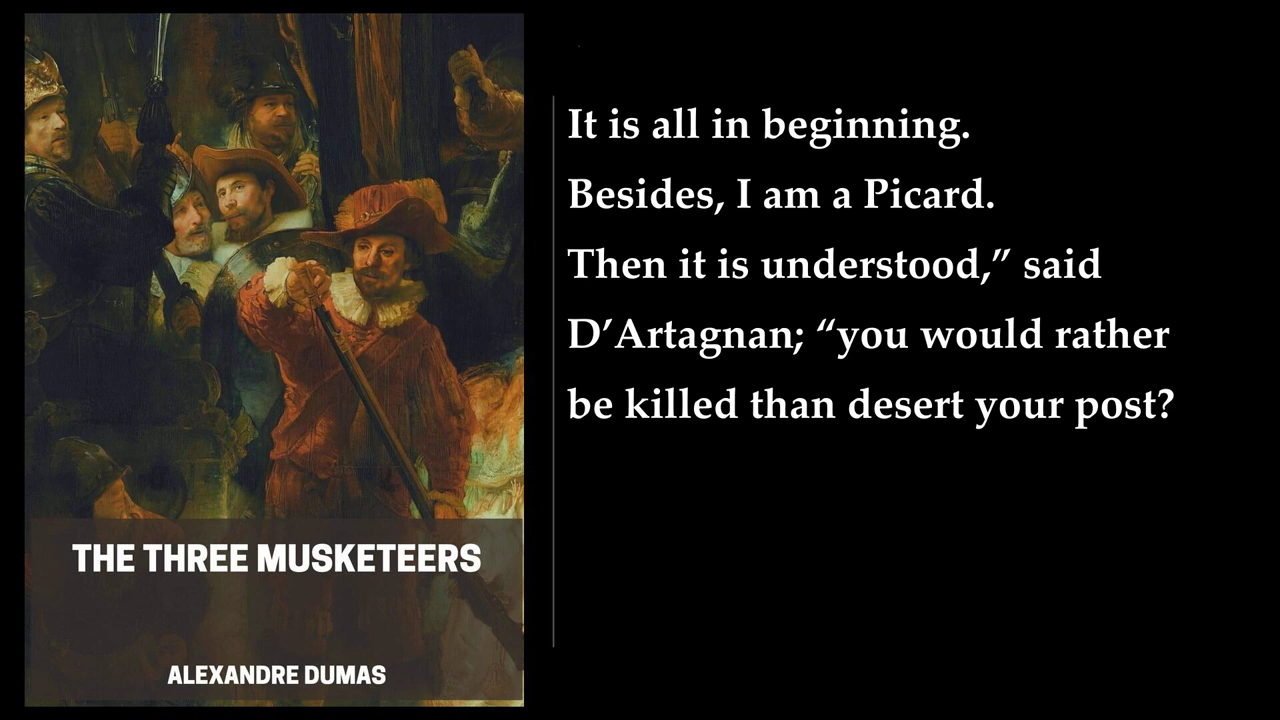 THE THREE MUSKETEERS
ALEXANDRE DUMAS
It is all in beginning.
Besides, I am a Picard.
Then it is understood,” said
D’Artagnan; “you would rather
be killed than desert your post?